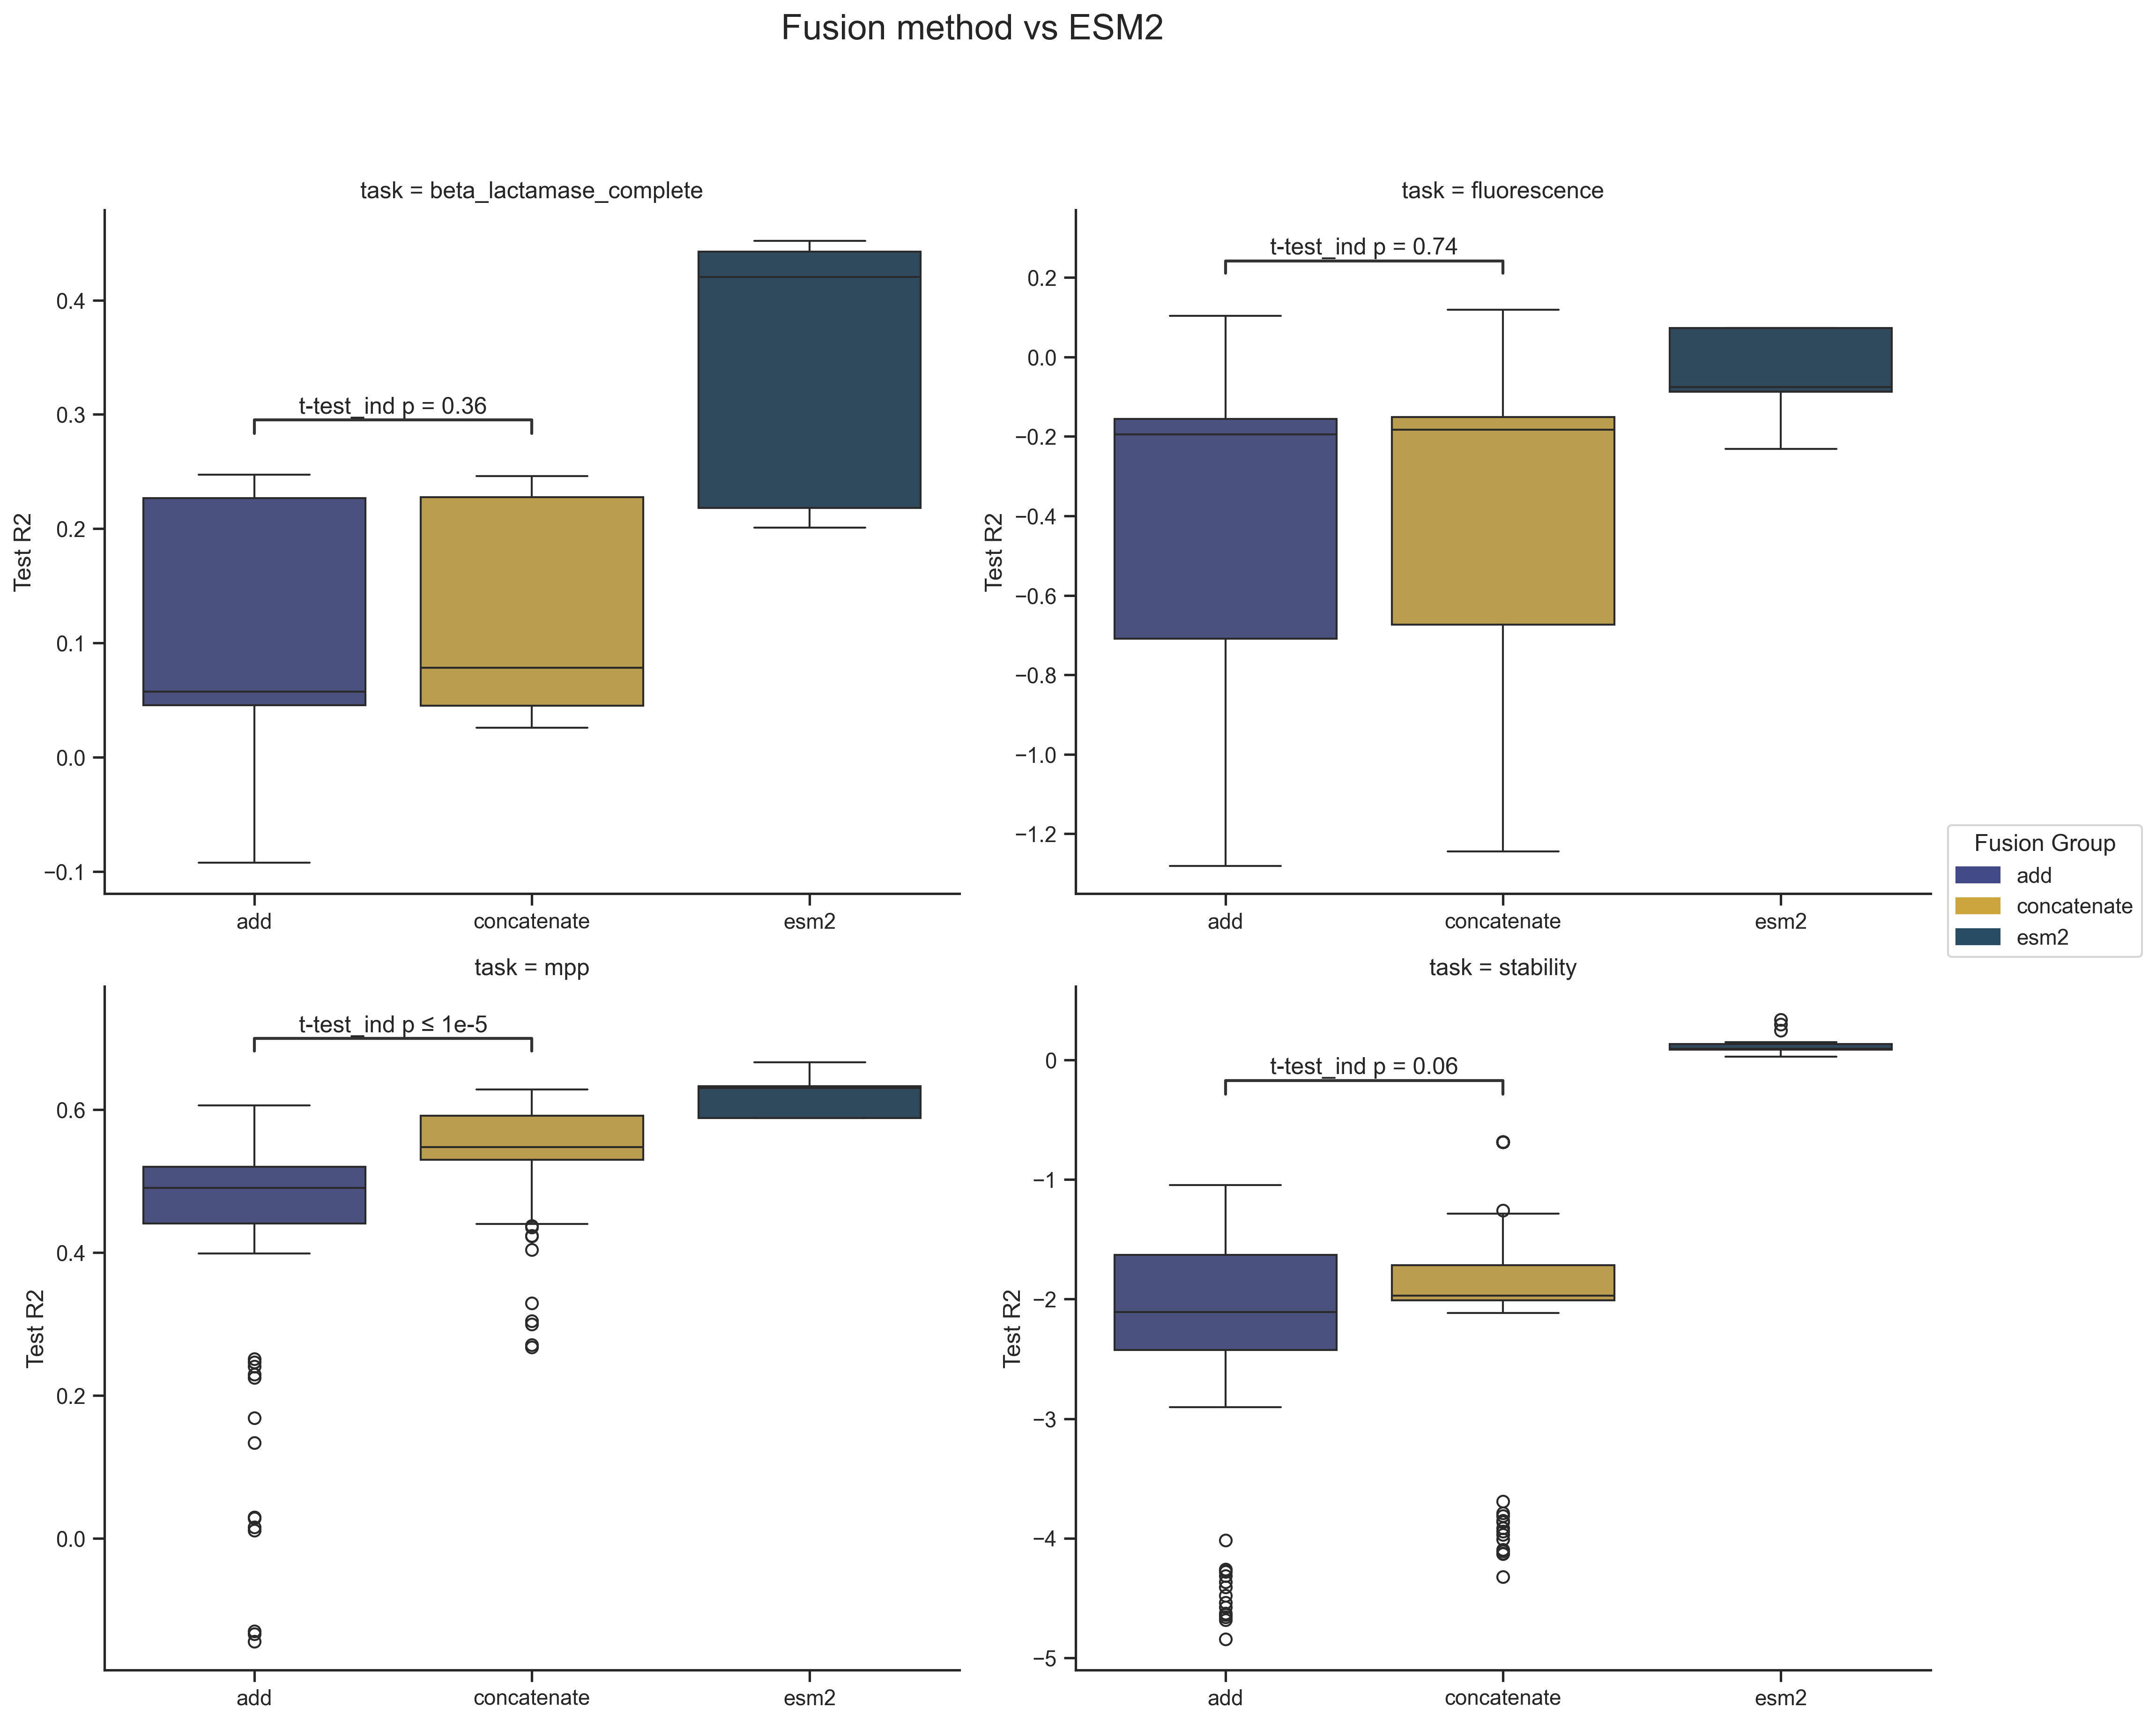 Fusion method vs ESM2
task = beta_lactamase_complete
t-test_ind p = 0.36
Test R2
0.4
0.3
0.2
0.1
0.0
−0.1
add
concatenate
esm2
task = fluorescence
t-test_ind p = 0.74
Test R2
0.2
0.0
−0.2
−0.4
−0.6
−0.8
−1.0
−1.2
add
concatenate
esm2
Fusion Group
add
concatenate
esm2
task = mpp
t-test_ind p ≤ 1e-5
Test R2
0.6
0.4
0.2
0.0
add
concatenate
esm2
task = stability
t-test_ind p = 0.06
Test R2
0
−1
−2
−3
−4
−5
add
concatenate
esm2